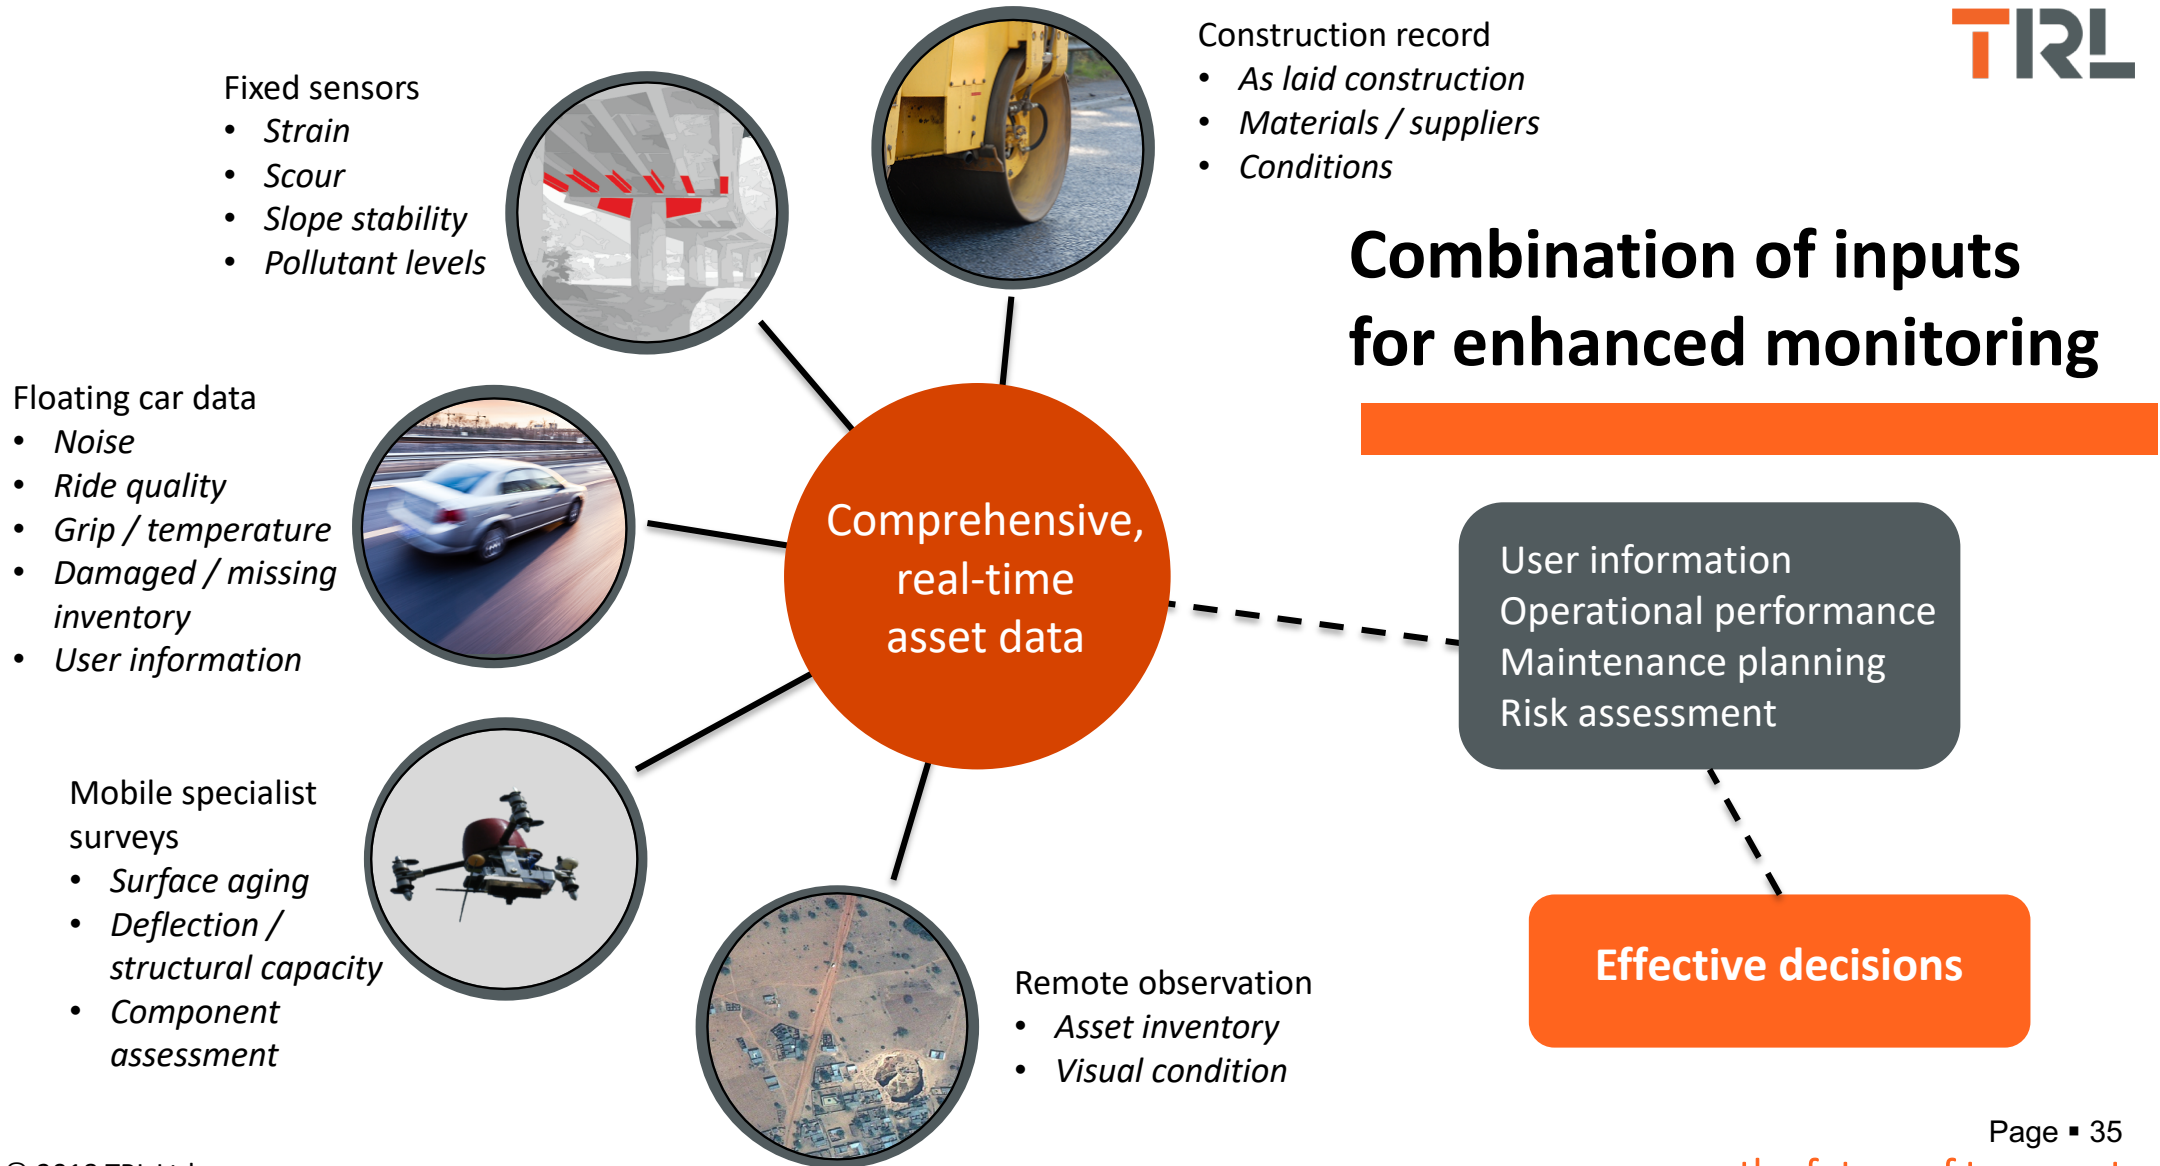 TRL
Construction record
• As laid construction
• Materials / suppliers
• Conditions
Fixed sensors
• Strain
• Scour
• Slope stability
• Pollutant levels
Combination of inputs
for enhanced monitoring
Floating car data
• Noise
• Ride quality
• Grip / temperature
• Damaged / missing
inventory
• User information
Comprehensive,
real-time
asset data
User information
Operational performance
Maintenance planning
Risk assessment
Mobile specialist
surveys
• Surface aging
• Deflection /
structural capacity
• Component
assessment
Effective decisions
Remote observation
• Asset inventory
• Visual condition
Page ▪ 35